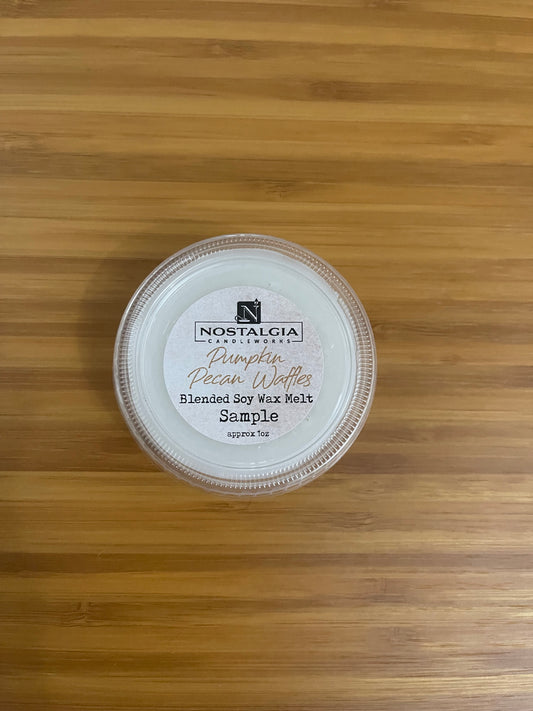 N
NOSTALGIA
CANDLEWORKS
Pumpkin
Pecan Waffles
Blended Soy Wax Melt
Sample
approx 1oz